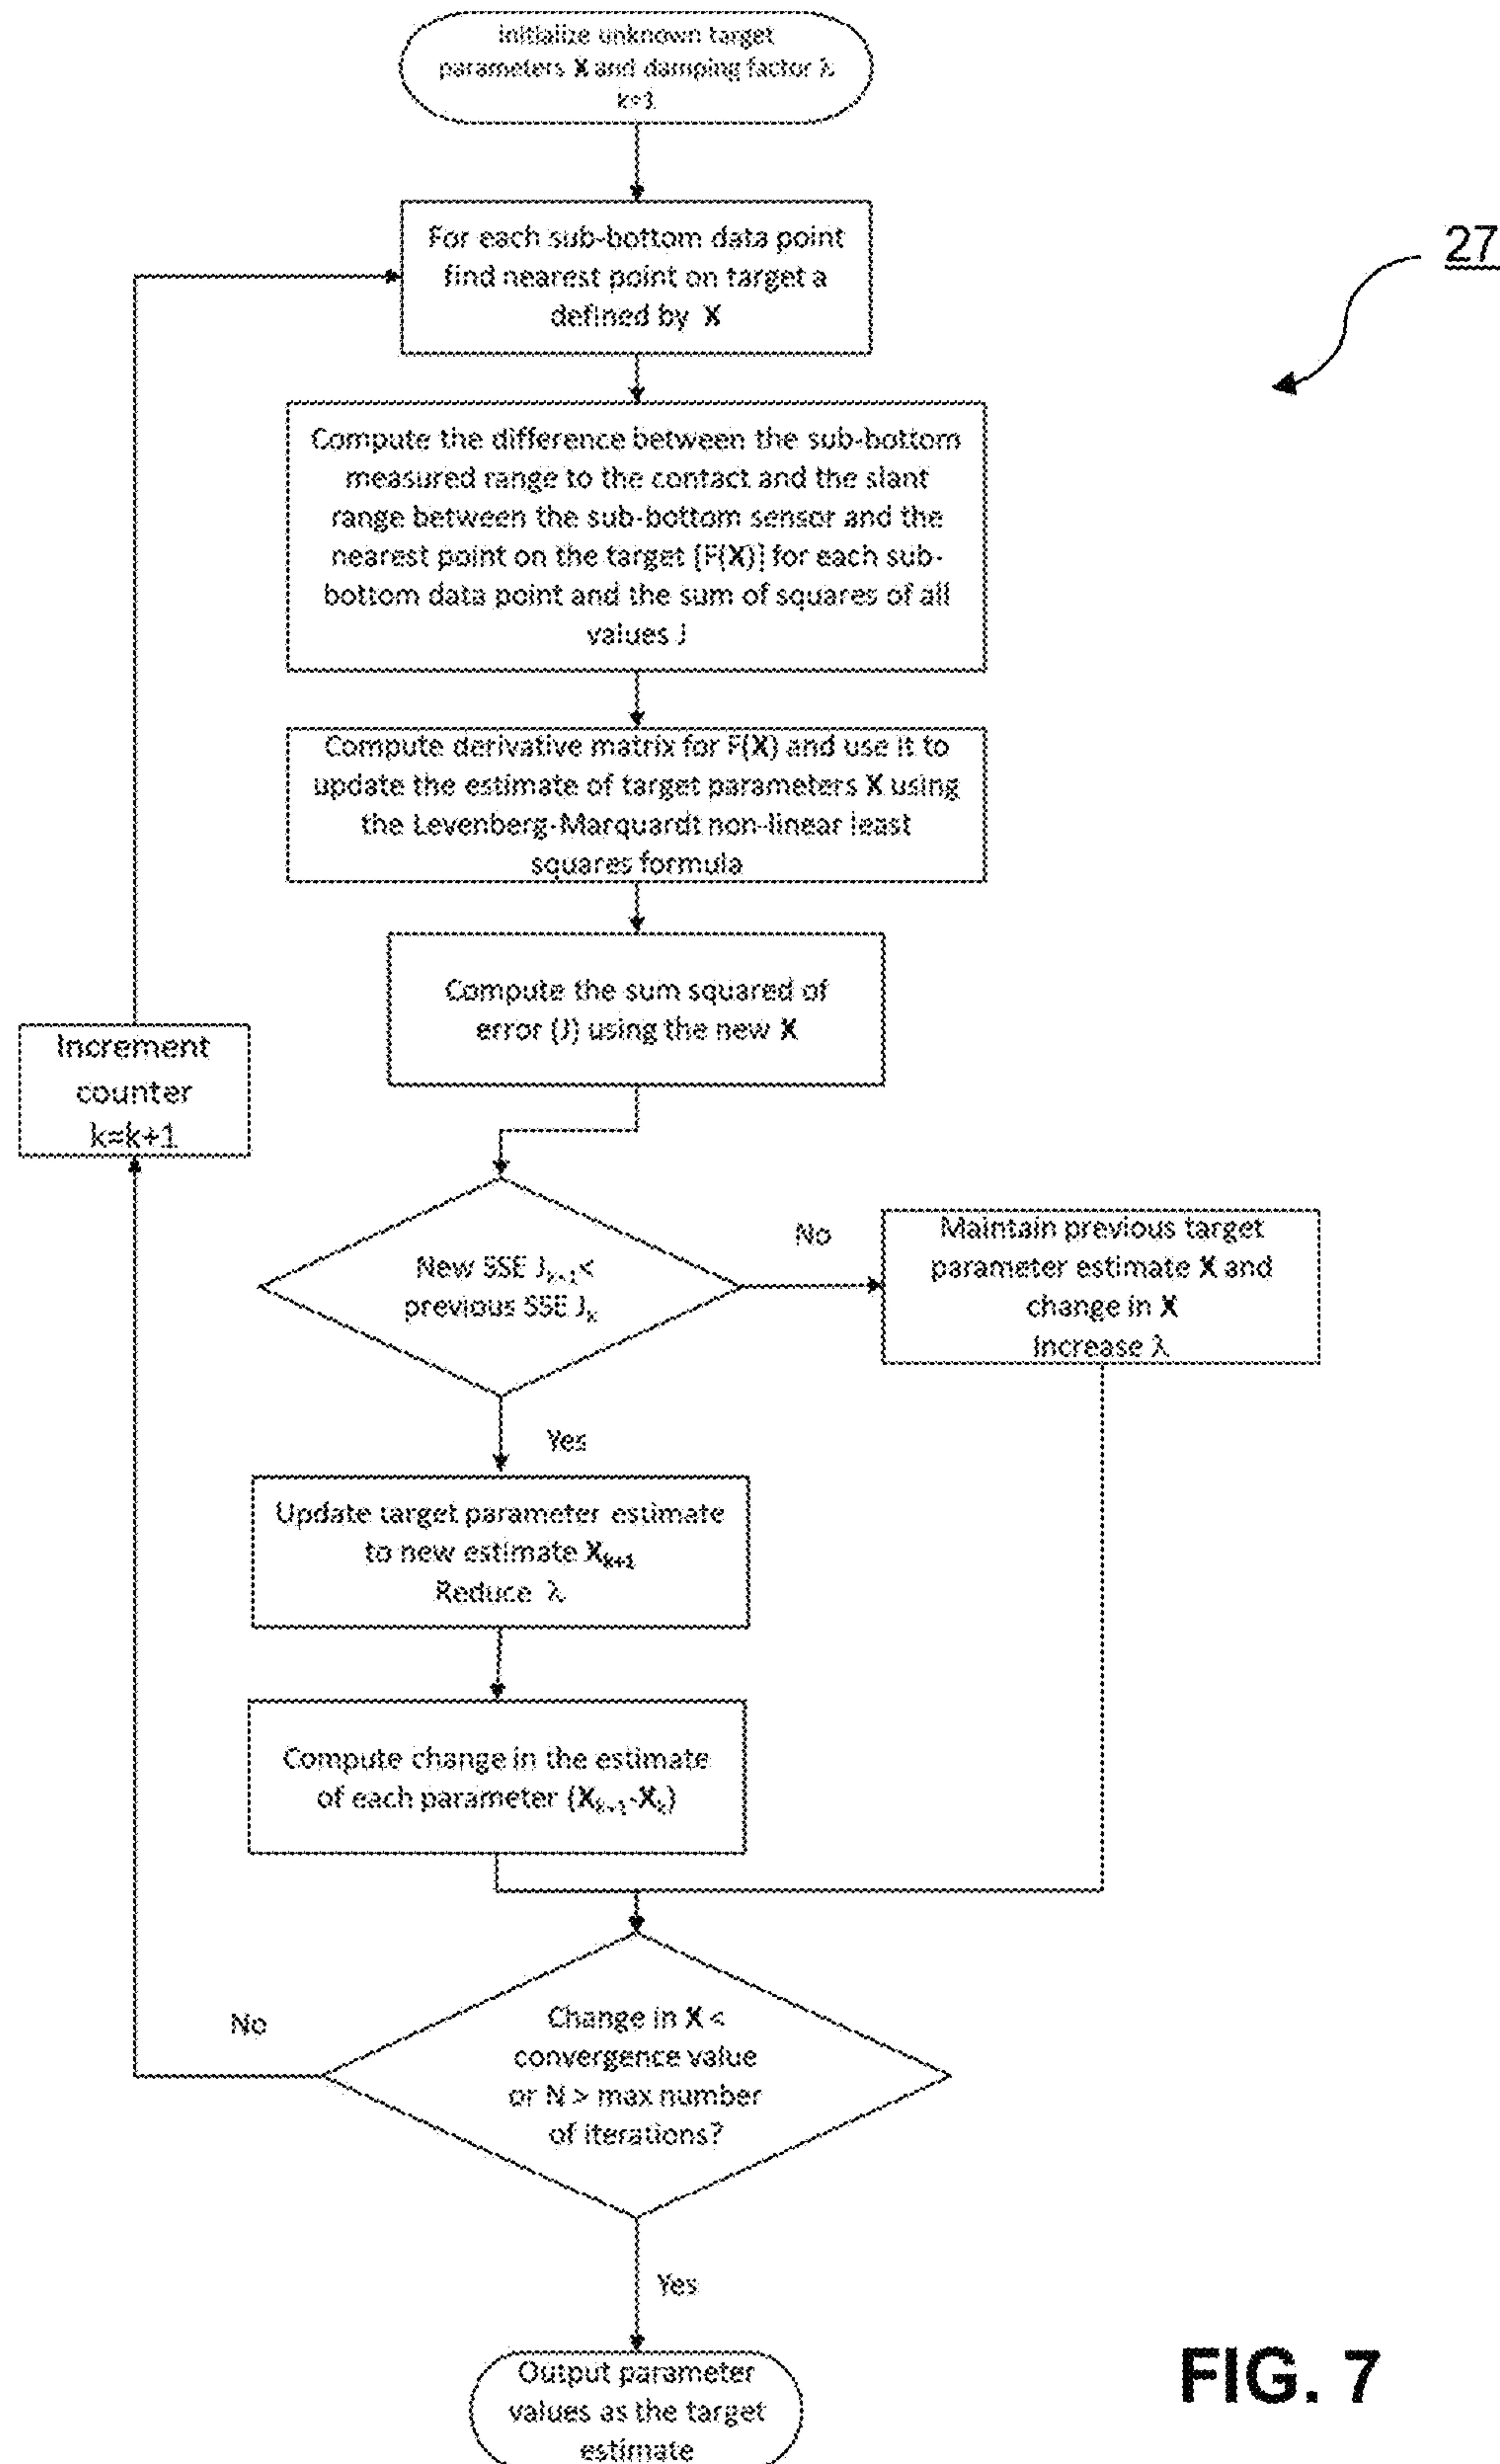 Initialize unknown target
parameters X and damping factor λ
k=1
27
For each sub-bottom data point
find nearest point on target a
defined by X
Compute the difference between the sub-bottom
measured range to the contact and the slant
range between the sub-bottom sensor and the
nearest point on the target [F(X)] for each sub-
bottom data point and the sum of squares of all
values J
Compute derivative matrix for F(X) and use it to
update the estimate of target parameters X using
the Levenberg-Marquardt non-linear least
squares formula
Compute the sum squared of
error (J) using the new X
Increment
counter
k=k+1
New SSE Jk+1<
previous SSE Jk
No
Maintain previous target
parameter estimate X and
change in X
Increase λ
Yes
Update target parameter estimate
to new estimate Xk+1
Reduce λ
Compute change in the estimate
of each parameter (Xk+1-Xk)
No
Change in X <
convergence value
or N > max number
of iterations?
Yes
Output parameter
values as the target
estimate
FIG. 7